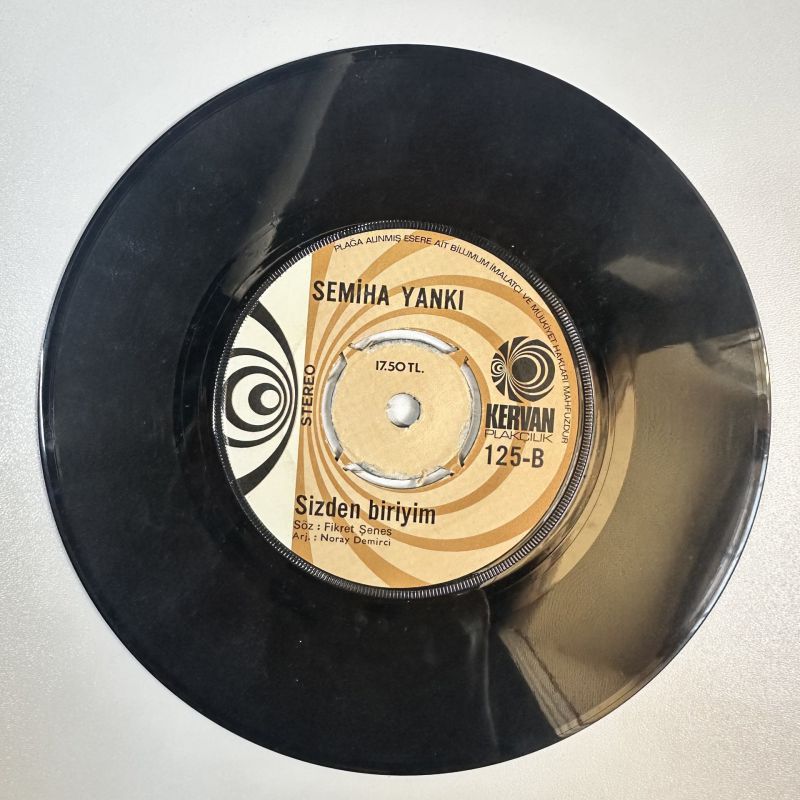 PLAĞA ALINMIŞ ESERE AİT BİLUMUM İMALATÇI VE MÜLKİYET HAKLARI MAHFUZDUR
SEMİHA YANKI
17.50 TL.
STEREO
KERVAN
PLAKCILIK
125-B
Sizden biriyim
Söz : Fikret Şeneş
Arj. : Noray Demirci